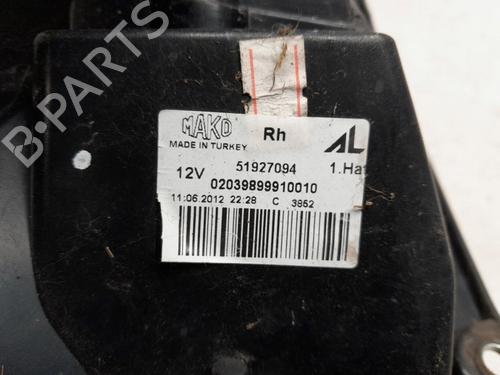 MAKO
Rh
AL
MADE IN TURKEY
51927094
12V
1.Ha
02039899910010
11:06.2012 22:28 C 3852
B-PARTS